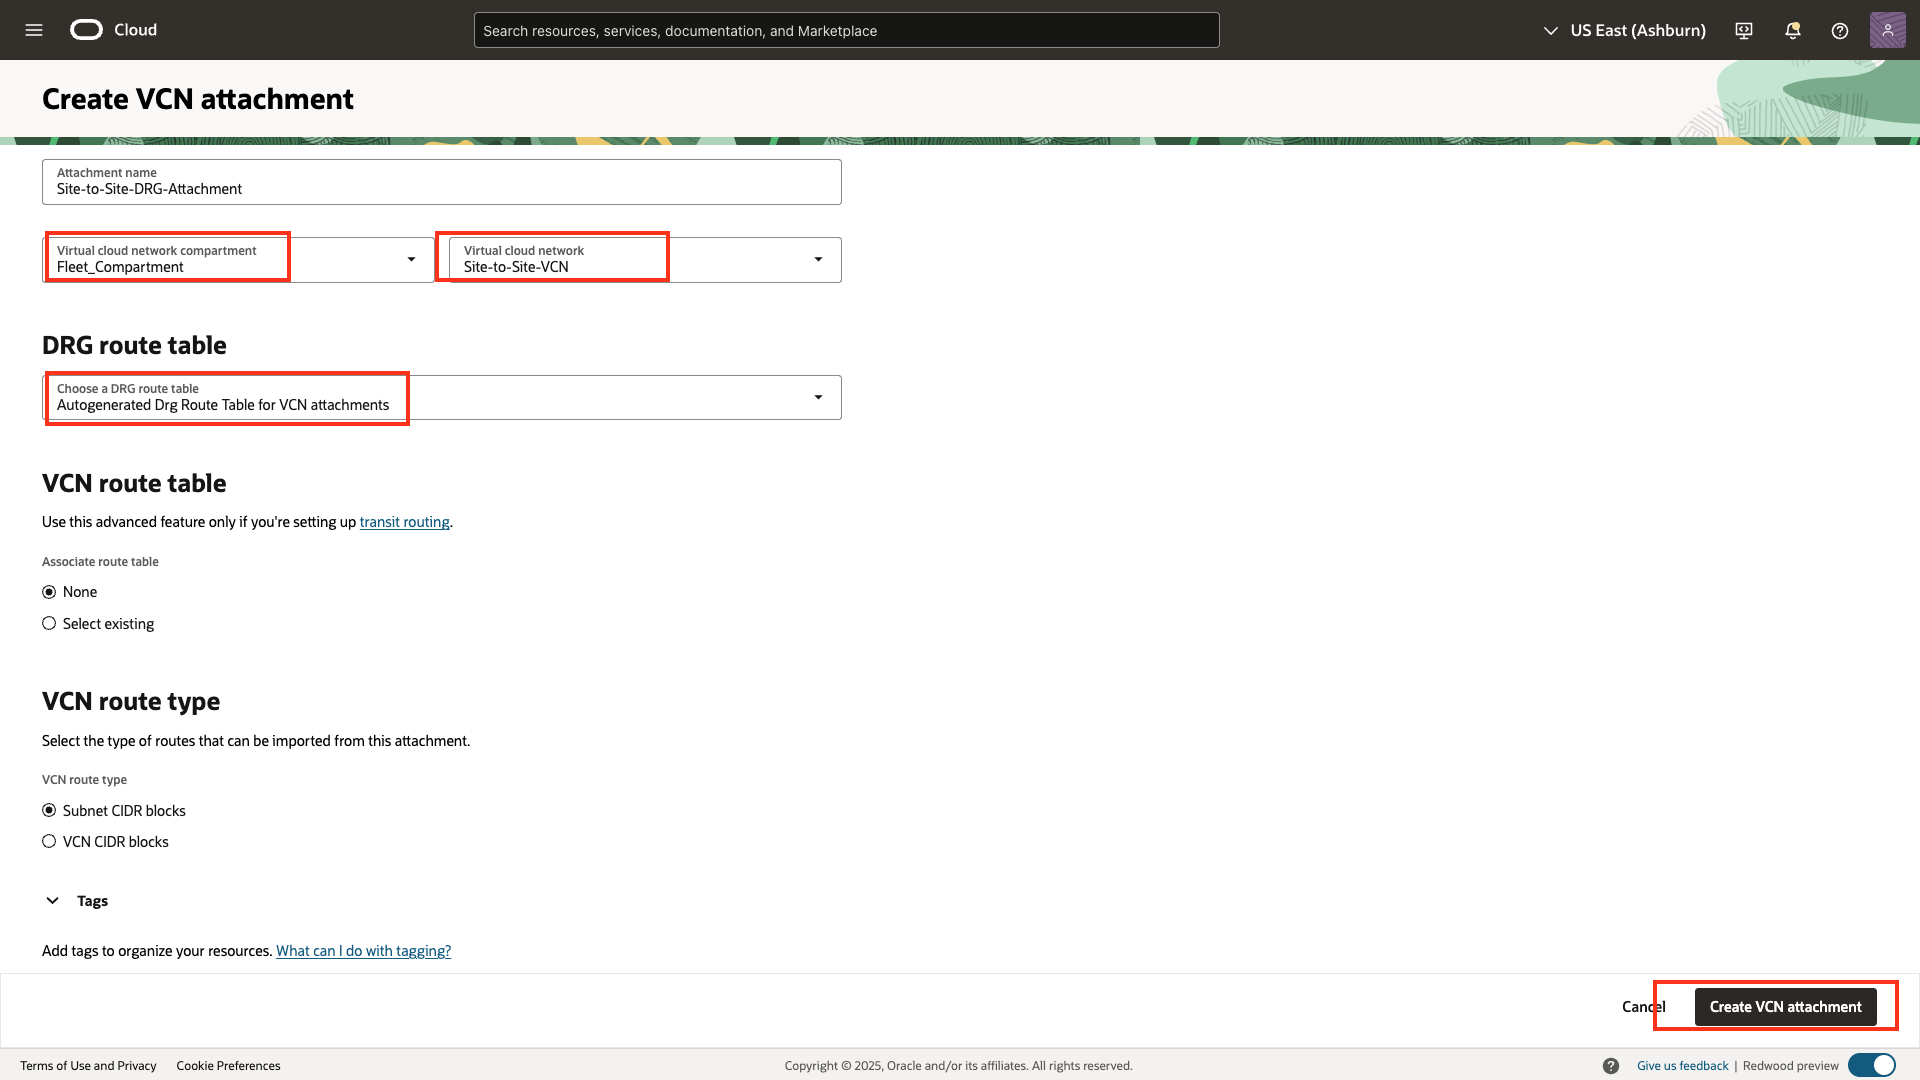 Cloud
Search resources, services, documentation, and Marketplace
US East (Ashburn)
Create VCN attachment
Attachment name
Site-to-Site-DRG-Attachment
Virtual cloud network compartment
Fleet_Compartment
Virtual cloud network
Site-to-Site-VCN
DRG route table
Choose a DRG route table
Autogenerated Drg Route Table for VCN attachments
VCN route table
Use this advanced feature only if you're setting up transit routing.
Associate route table
None
Select existing
VCN route type
Select the type of routes that can be imported from this attachment.
VCN route type
Subnet CIDR blocks
VCN CIDR blocks
Tags
Add tags to organize your resources. What can I do with tagging?
Cancel
Create VCN attachment
Terms of Use and Privacy
Cookie Preferences
Copyright © 2025, Oracle and/or its affiliates. All rights reserved.
Give us feedback | Redwood preview